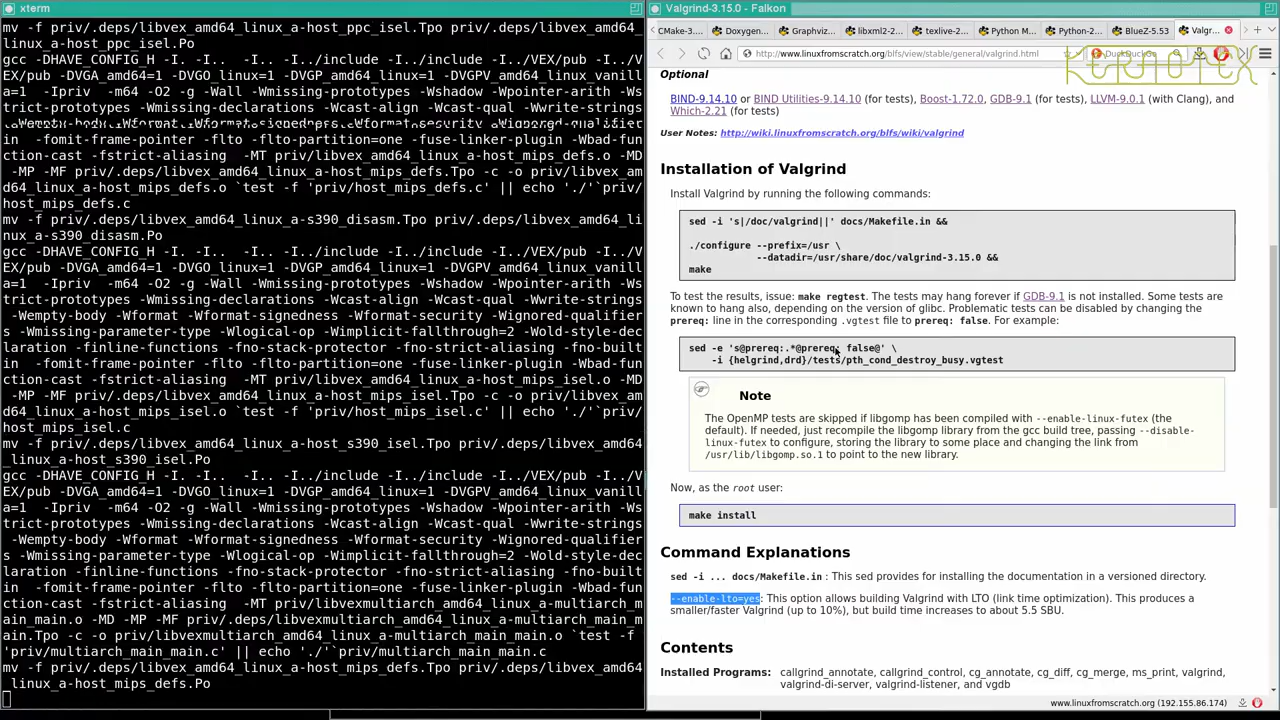 xterm
mv -f priv/.deps/libvex_amd64_linux_a-host_ppc_isel.Tpo priv/.deps/libvex_amd64_
linux_a-host_ppc_isel.Po
gcc -DHAVE_CONFIG_H -I. -I.. -I.. -I../include -I../VEX/pub -I../V
EX/pub -DVGA_amd64=1 -DVGO_linux=1 -DVGP_amd64_linux=1 -DVGPV_amd64_linux_vanill
a=1  -Ipriv  -m64 -O2 -g -Wall -Wmissing-prototypes -Wshadow -Wpointer-arith -Ws
trict-prototypes -Wmissing-declarations -Wcast-align -Wcast-qual -Wwrite-strings
-Wempty-body -Wformat -Wformat-signedness -Wformat-security -Wignored-qualifier
in  -fomit-frame-pointer -flto -flto-partition=one -fuse-linker-plugin -Wbad-fun
ction-cast -fstrict-aliasing  -MT priv/libvex_amd64_linux_a-host_mips_defs.o -MD
-MP -MF priv/.deps/libvex_amd64_linux_a-host_mips_defs.Tpo -c -o priv/libvex_am
d64_linux_a-host_mips_defs.o `test -f 'priv/host_mips_defs.c' || echo './'`priv/
host_mips_defs.c
mv -f priv/.deps/libvex_amd64_linux_a-s390_disasm.Tpo priv/.deps/libvex_amd64_li
nux_a-s390_disasm.Po
gcc -DHAVE_CONFIG_H -I. -I.. -I.. -I../include -I../VEX/pub -I../V
EX/pub -DVGA_amd64=1 -DVGO_linux=1 -DVGP_amd64_linux=1 -DVGPV_amd64_linux_vanill
a=1  -Ipriv  -m64 -O2 -g -Wall -Wmissing-prototypes -Wshadow -Wpointer-arith -Ws
trict-prototypes -Wmissing-declarations -Wcast-align -Wcast-qual -Wwrite-strings
-Wempty-body -Wformat -Wformat-security -Wignored-qualifier
s -Wmissing-parameter-type -Wlogical-op -Wimplicit-fallthrough=2 -Wold-style-dec
laration -finline-functions -fno-stack-protector -fno-strict-aliasing -fno-built
in  -fomit-frame-pointer -flto -flto-partition=one -fuse-linker-plugin -Wbad-fun
ction-cast -fstrict-aliasing  -MT priv/libvex_amd64_linux_a-host_mips_isel.o -MD
-MP -MF priv/.deps/libvex_amd64_linux_a-host_mips_isel.Tpo -c -o priv/libvex_am
d64_linux_a-host_mips_isel.o `test -f 'priv/host_mips_isel.c' || echo './'`priv/
host_mips_isel.c
mv -f priv/.deps/libvex_amd64_linux_a-host_s390_isel.Tpo priv/.deps/libvex_amd64
_linux_a-host_s390_isel.Po
gcc -DHAVE_CONFIG_H -I. -I.. -I.. -I../include -I../VEX/pub -I../V
EX/pub -DVGA_amd64=1 -DVGO_linux=1 -DVGP_amd64_linux=1 -DVGPV_amd64_linux_vanill
a=1  -Ipriv  -m64 -O2 -g -Wall -Wmissing-prototypes -Wshadow -Wpointer-arith -Ws
trict-prototypes -Wmissing-declarations -Wcast-align -Wcast-qual -Wwrite-strings
-Wempty-body -Wformat -Wformat-security -Wignored-qualifier
s -Wmissing-parameter-type -Wlogical-op -Wimplicit-fallthrough=2 -Wold-style-dec
laration -finline-functions -fno-stack-protector -fno-strict-aliasing -fno-built
in  -fomit-frame-pointer -flto -flto-partition=one -fuse-linker-plugin -Wbad-fun
ction-cast -fstrict-aliasing  -MT priv/libvexmultiarch_amd64_linux_a-multiarch_m
ain_main.o -MD -MP -MF priv/.deps/libvexmultiarch_amd64_linux_a-multiarch_main_m
ain.Tpo -c -o priv/libvexmultiarch_amd64_linux_a-multiarch_main_main.o `test -f
'priv/multiarch_main_main.c' || echo './'`priv/multiarch_main_main.c
mv -f priv/.deps/libvex_amd64_linux_a-host_mips_defs.Tpo priv/.deps/libvex_amd64
_linux_a-host_mips_defs.Po
Valgrind-3.15.0 - Falkon
CMake-3.... Doxygen... Graphviz... libxml2-2... texlive-2... Python M... Python-2... BlueZ-5.53 Valgr...
http://www.linuxfromscratch.org/blfs/view/stable/general/valgrind.html DuckDuckGo
KERNOTEX
Optional
BIND-9.14.10 or BIND Utilities-9.14.10 (for tests), Boost-1.72.0, GDB-9.1 (for tests), LLVM-9.0.1 (with Clang), and
Which-2.21 (for tests)
User Notes: http://wiki.linuxfromscratch.org/blfs/wiki/valgrind
Installation of Valgrind
Install Valgrind by running the following commands:
sed -i 's|/doc/valgrind||' docs/Makefile.in &&
./configure --prefix=/usr \
--datadir=/usr/share/doc/valgrind-3.15.0 &&
make
To test the results, issue: make regtest. The tests may hang forever if GDB-9.1 is not installed. Some tests are
known to hang also, depending on the version of glibc. Problematic tests can be disabled by changing the
prereq: line in the corresponding .vgtest file to prereq: false. For example:
sed -e 's@prereq:.*@prereq: false@' \
-i {helgrind,drd}/tests/pth_cond_destroy_busy.vgtest
Note
The OpenMP tests are skipped if libgomp has been compiled with --enable-linux-futex (the
default). If needed, just recompile the libgomp library from the gcc build tree, passing --disable-
linux-futex to configure, storing the library to some place and changing the link from
/usr/lib/libgomp.so.1 to point to the new library.
Now, as the root user:
make install
Command Explanations
sed -i ... docs/Makefile.in : This sed provides for installing the documentation in a versioned directory.
--enable-lto=yes: This option allows building Valgrind with LTO (link time optimization). This produces a
smaller/faster Valgrind (up to 10%), but build time increases to about 5.5 SBU.
Contents
Installed Programs: callgrind_annotate, callgrind_control, cg_annotate, cg_diff, cg_merge, ms_print, valgrind,
valgrind-di-server, valgrind-listener, and vgdb
www.linuxfromscratch.org (192.155.86.174)